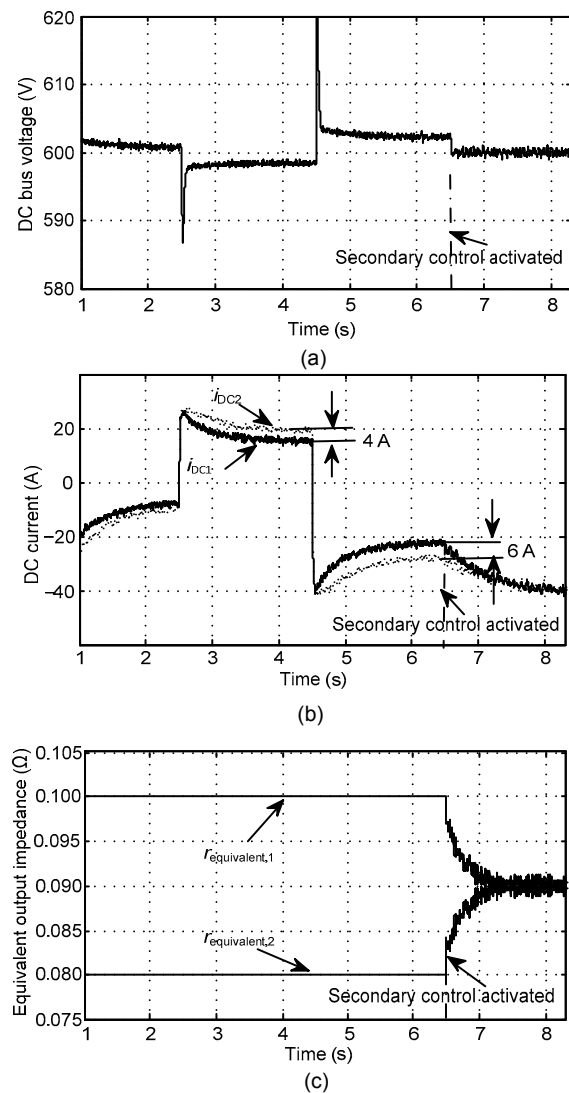 620
610
600
590
580
DC bus voltage (V)
Secondary control activated
1 2 3 4 5 6 7 8
Time (s)
(a)
20
0
−20
−40
DC current (A)
iDC2
iDC1
4 A
6 A
Secondary control activated
1 2 3 4 5 6 7 8
Time (s)
(b)
0.105
0.100
0.095
0.090
0.085
0.080
0.075
Equivalent output impedance (Ω)
requivalent,1
requivalent,2
Secondary control activated
1 2 3 4 5 6 7 8
Time (s)
(c)